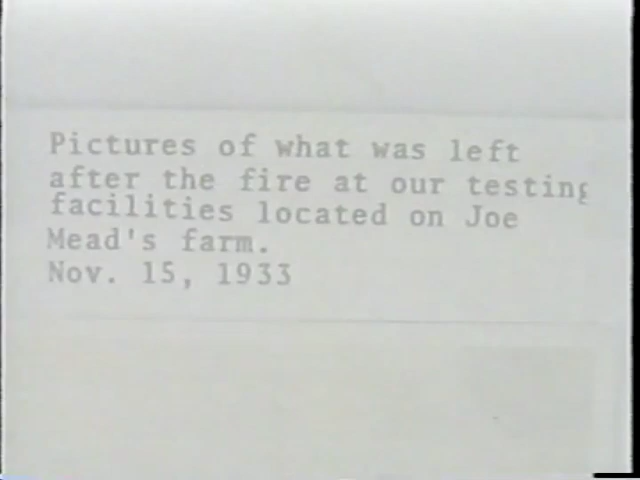 Pictures of what was left
after the fire at our testing
facilities located on Joe
Mead's farm.
Nov. 15, 1933